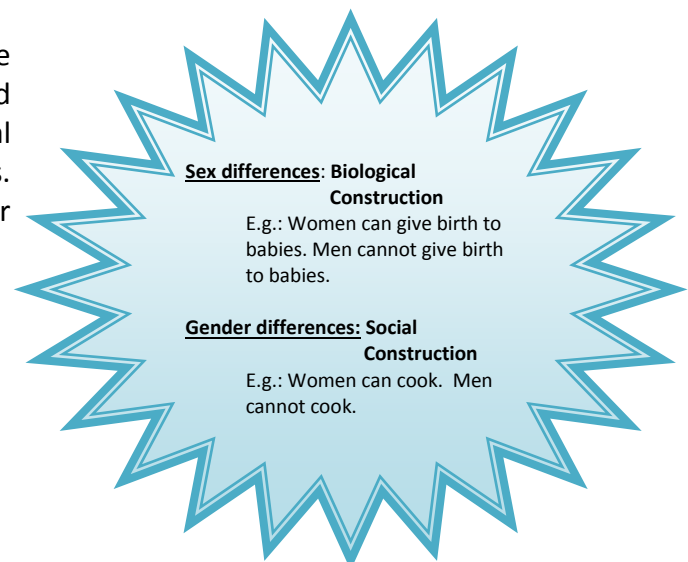 e
d
al
s.
r
Sex differences: Biological
Construction
E.g.: Women can give birth to
babies. Men cannot give birth
to babies.
Gender differences: Social
Construction
E.g.: Women can cook.  Men
cannot cook.